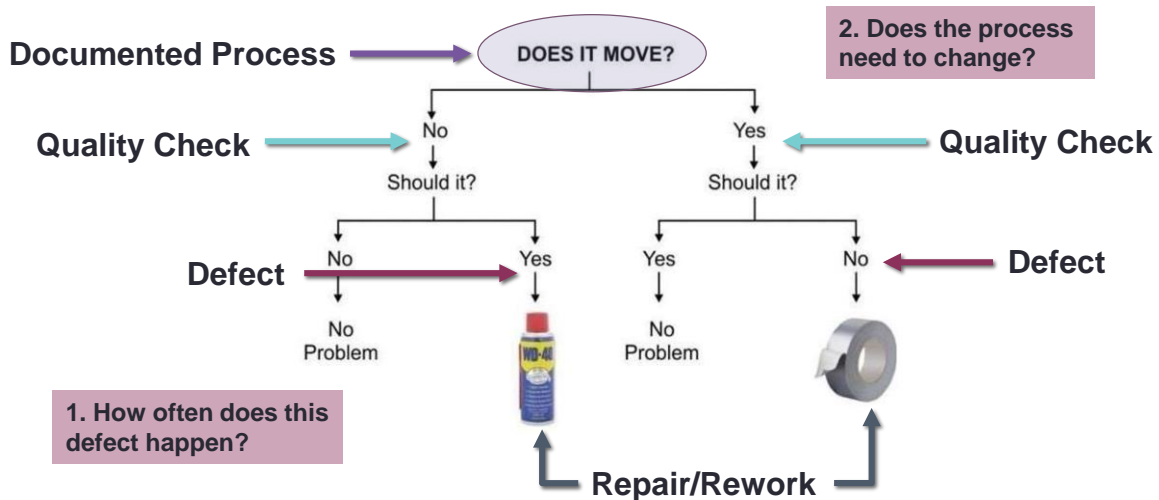 Documented Process
DOES IT MOVE?
2. Does the process
need to change?
Quality Check
No
Yes
Quality Check
Should it?
Should it?
Defect
No
Yes
Yes
No
Defect
No
Problem
WD-40
No
Problem
1. How often does this
defect happen?
Repair/Rework